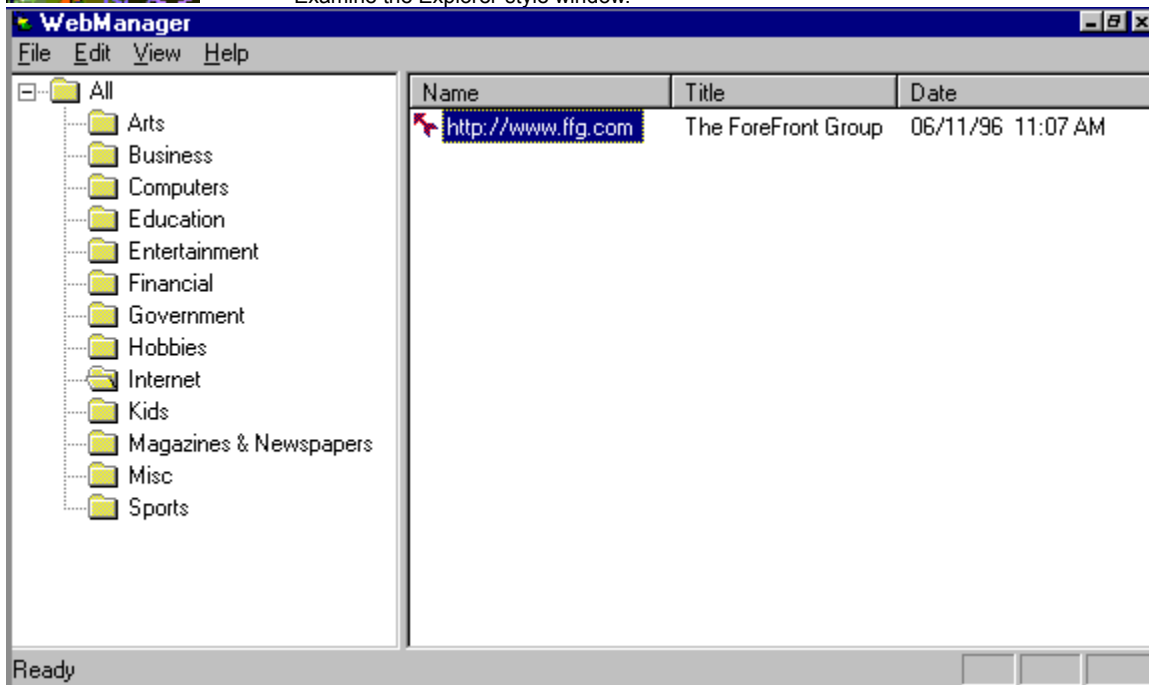 Examine the Explorer-style window.
WebManager
File Edit View Help
All
Arts
Business
Computers
Education
Entertainment
Financial
Government
Hobbies
Internet
Kids
Magazines & Newspapers
Misc
Sports
Name Title Date
http://www.ffg.com The ForeFront Group 06/11/96 11:07 AM
Ready